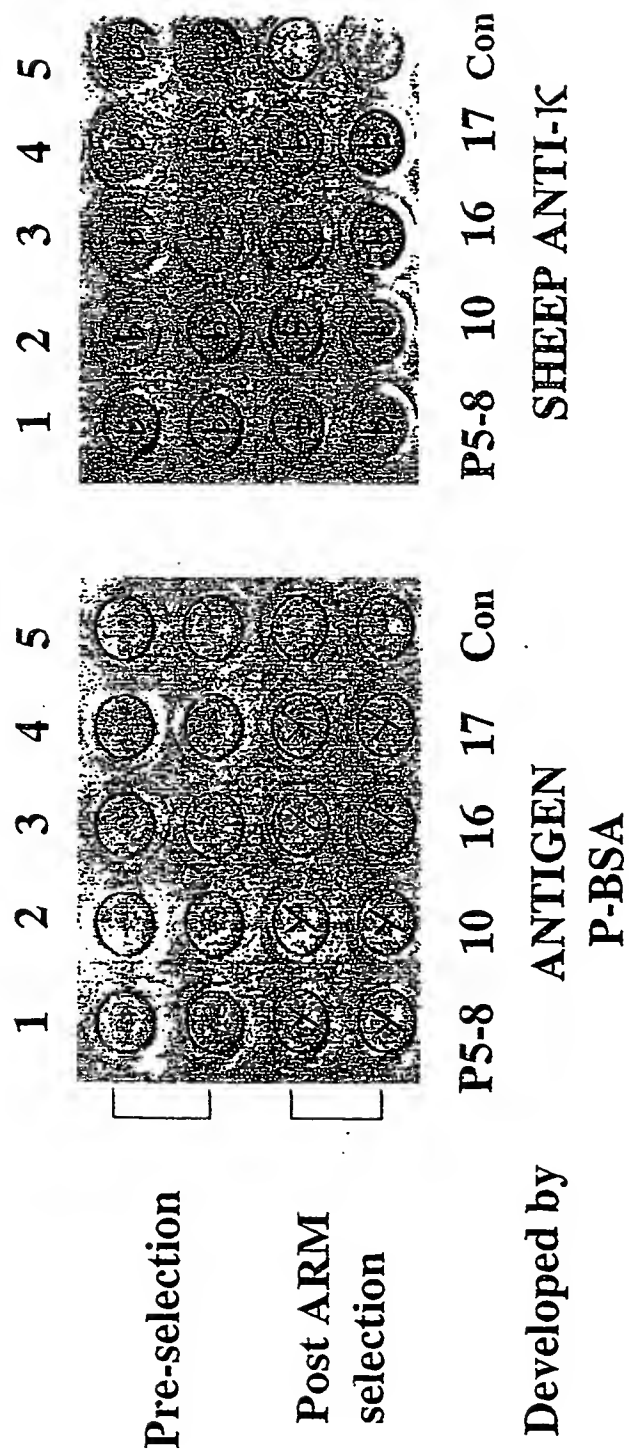 1 2 3 4 5
1 2 3 4 5
Pre-selection
Post ARM
selection
P5-8 10 16 17 Con
P5-8 10 16 17 Con
Developed by
ANTIGEN
P-BSA
SHEEP ANTI-K